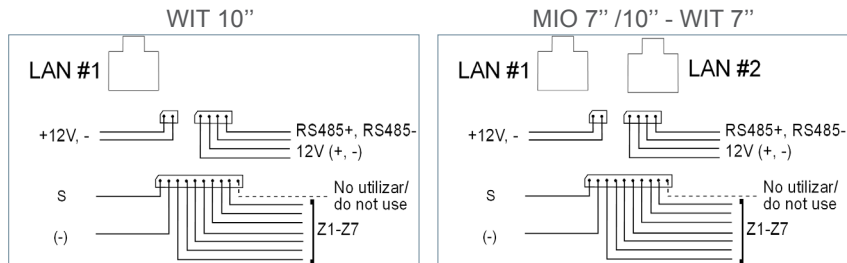 WIT 10’’
LAN #1
+12V, -
RS485+, RS485-
12V (+, -)
S
No utilizar/
do not use
(-)
Z1-Z7
MIO 7’’ /10’’ - WIT 7’’
LAN #1
LAN #2
+12V, -
RS485+, RS485-
12V (+, -)
S
No utilizar/
do not use
(-)
Z1-Z7